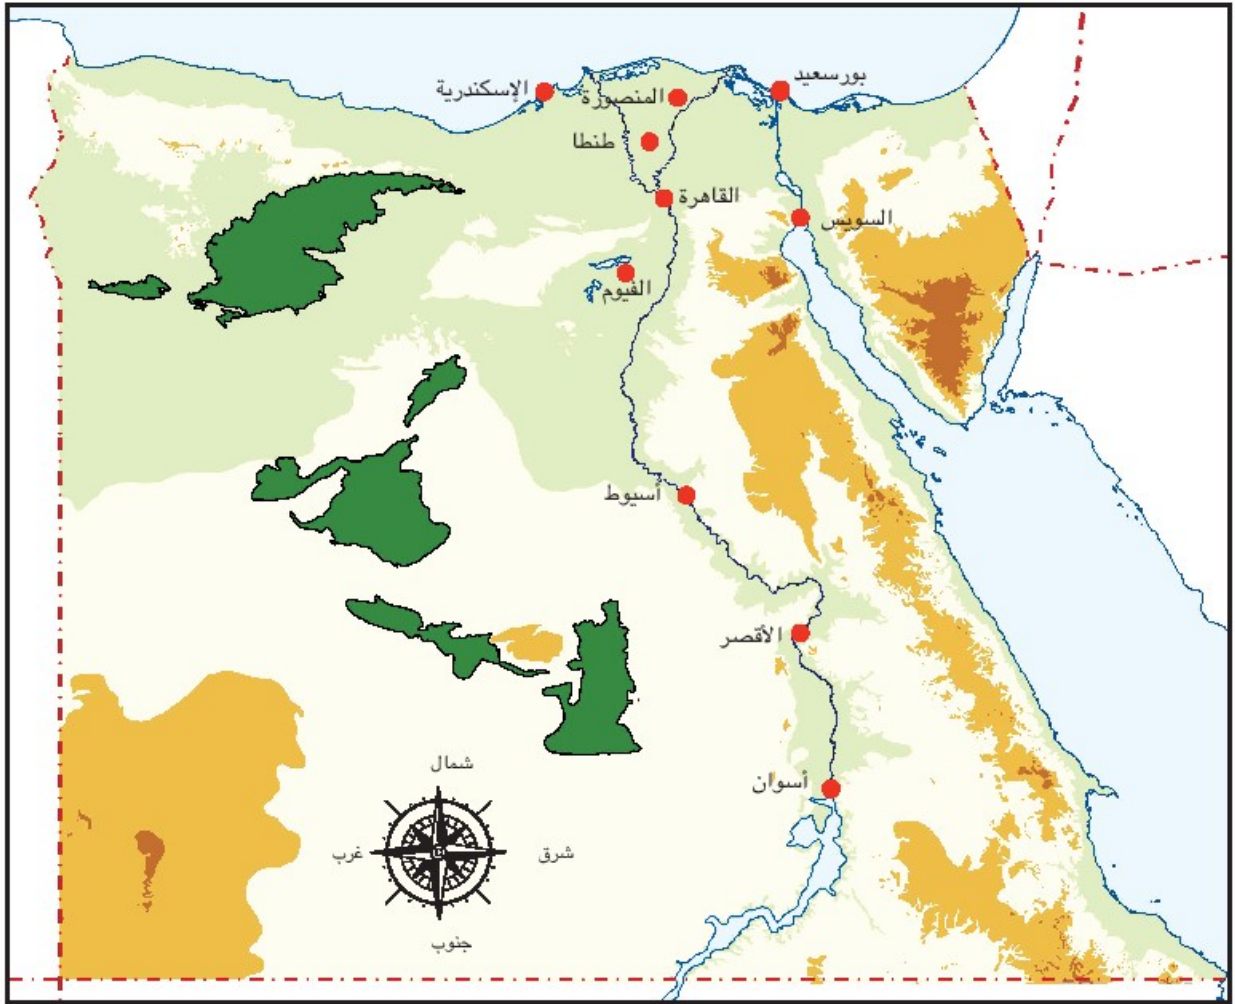 بورسعيد
الإسكندرية
المنصورة
طنطا
القاهرة
السويس
الفيوم
أسيوط
الأقصر
أسوان
شمال
شرق
غرب
جنوب